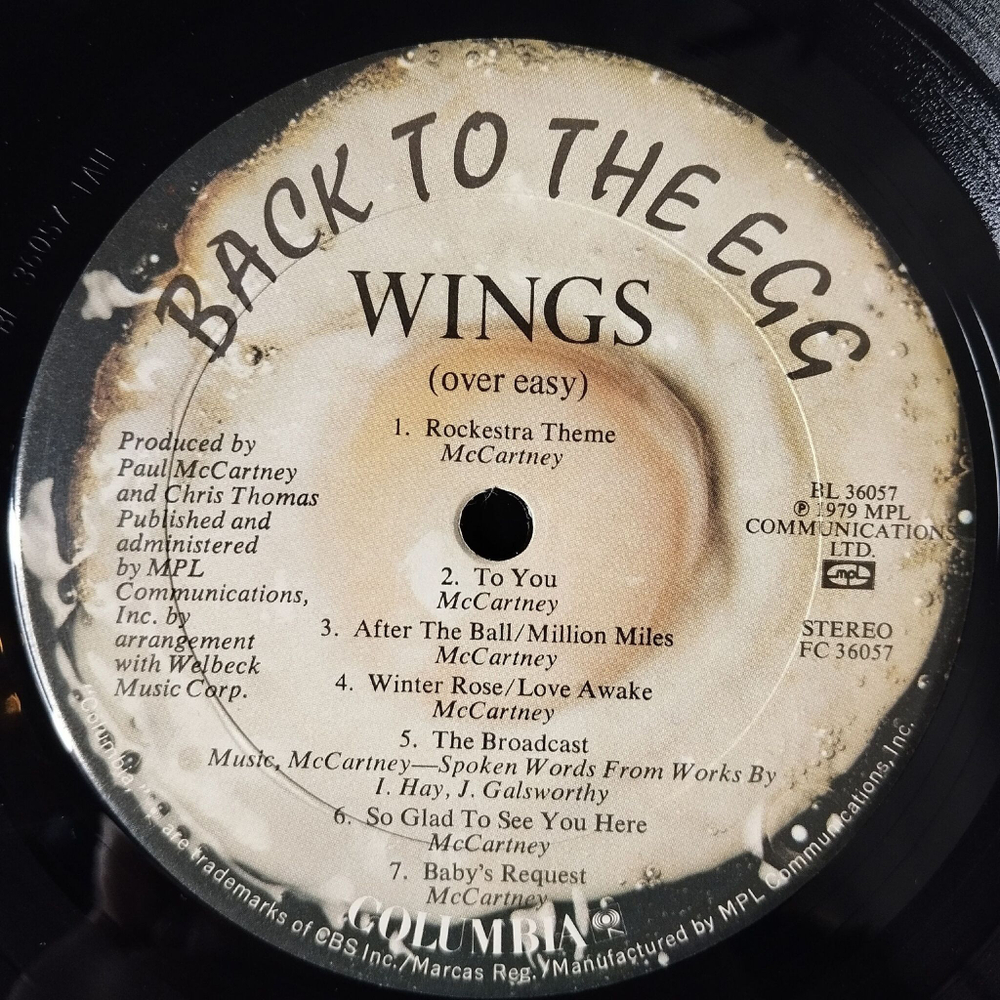 BACK TO THE EGG
WINGS
(over easy)
1. Rockestra Theme
McCartney
Produced by
Paul McCartney
and Chris Thomas
Published and
administered
by MPL
Communications,
Inc. by
arrangement
with Welbeck
Music Corp.
BL 36057
℗ 1979 MPL
COMMUNICATIONS
LTD.
mpl
STEREO
FC 36057
2. To You
McCartney
3. After The Ball/Million Miles
McCartney
4. Winter Rose/Love Awake
McCartney
5. The Broadcast
Music, McCartney—Spoken Words From Works By
I. Hay, J. Galsworthy
6. So Glad To See You Here
McCartney
7. Baby's Request
McCartney
COLUMBIA
"Columbia," are trademarks of CBS Inc./Marcas Reg./Manufactured by MPL Communications, Inc.
BL 36057